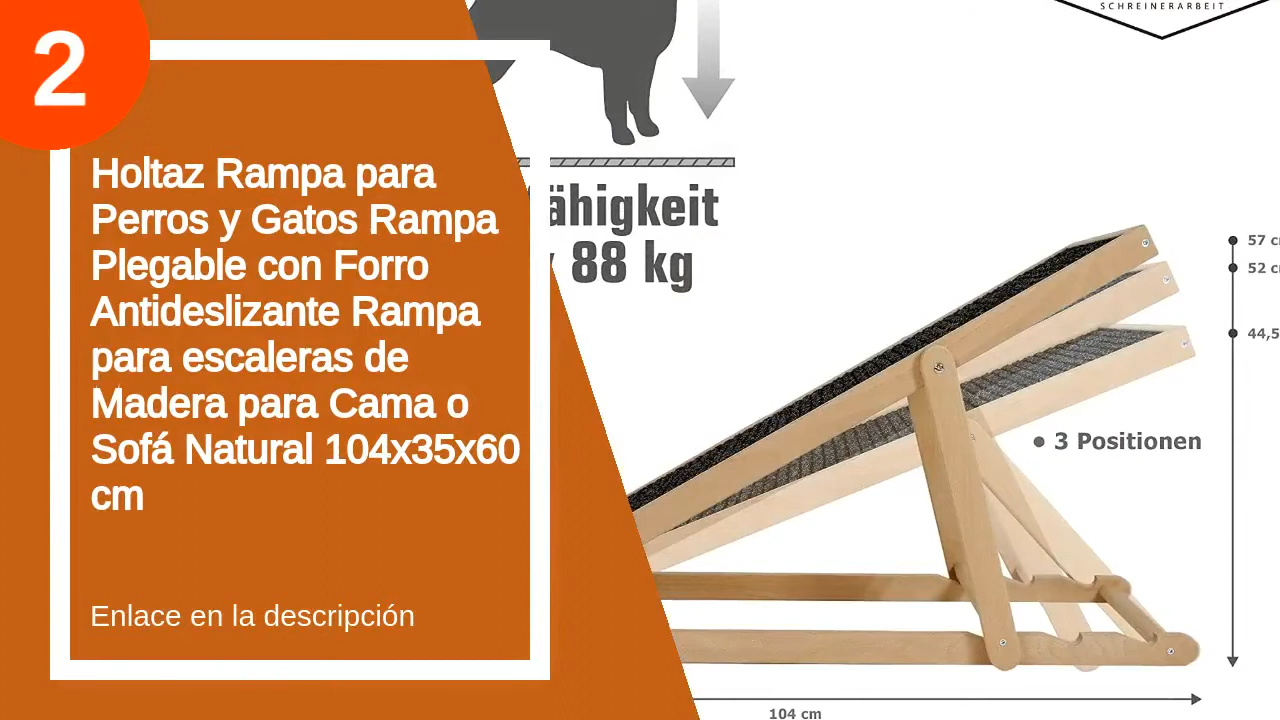 2
SCHREINERARBEIT
Holtaz Rampa para
Perros y Gatos Rampa
Plegable con Forro
Antideslizante Rampa
para escaleras de
Madera para Cama o
Sofá Natural 104x35x60
cm
Enlace en la descripción
ähigkeit
88 kg
57 c
52 c
44,5
• 3 Positionen
104 cm